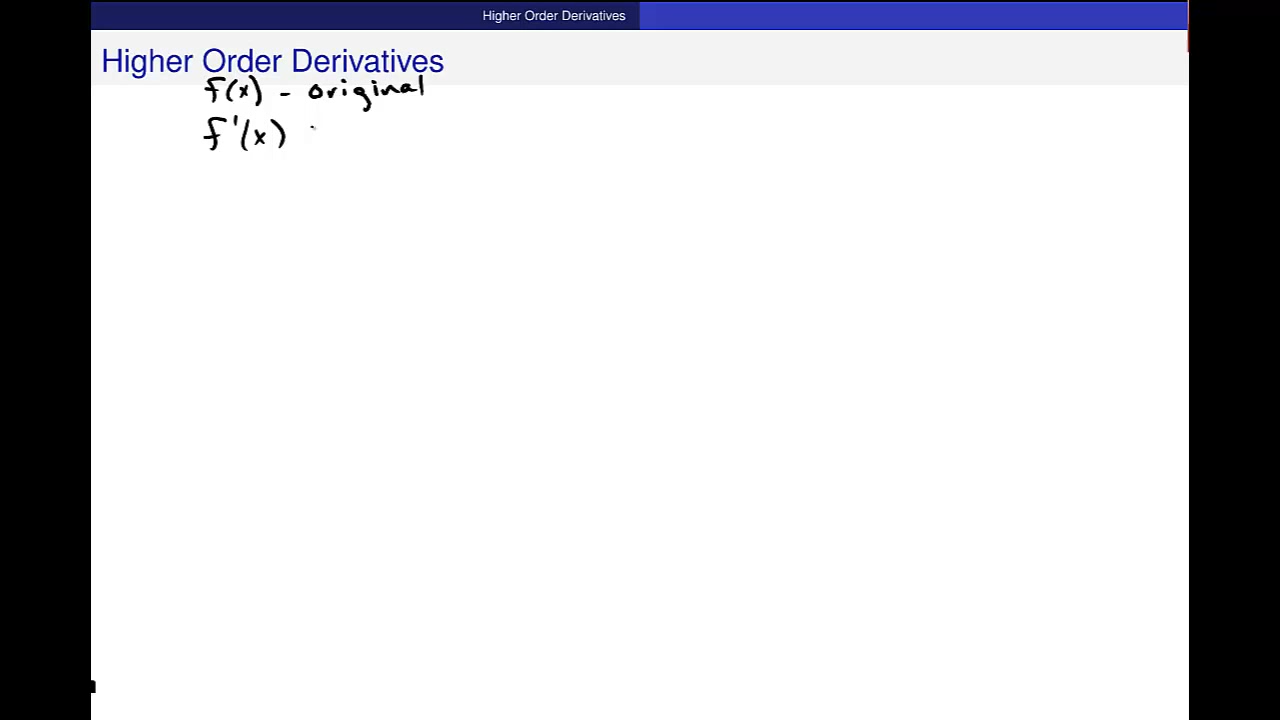 Higher Order Derivatives
Higher Order Derivatives
f(x) - original
f'(x)